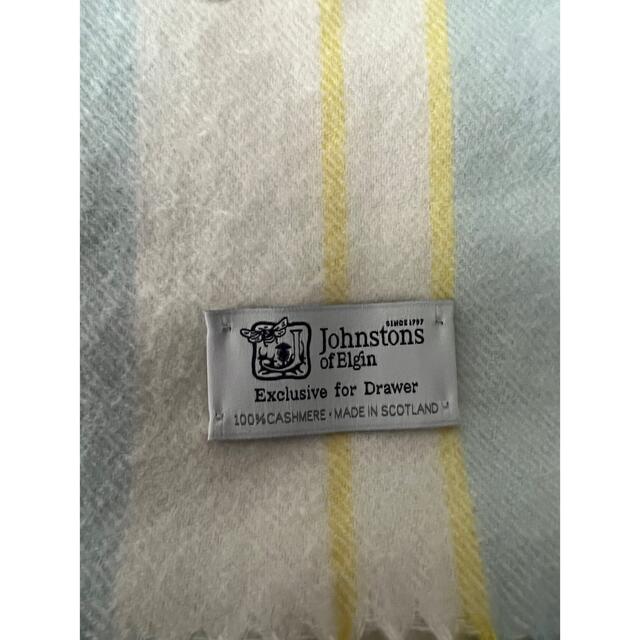 SINCE 1797
Johnstons
of Elgin
Exclusive for Drawer
100% CASHMERE • MADE IN SCOTLAND